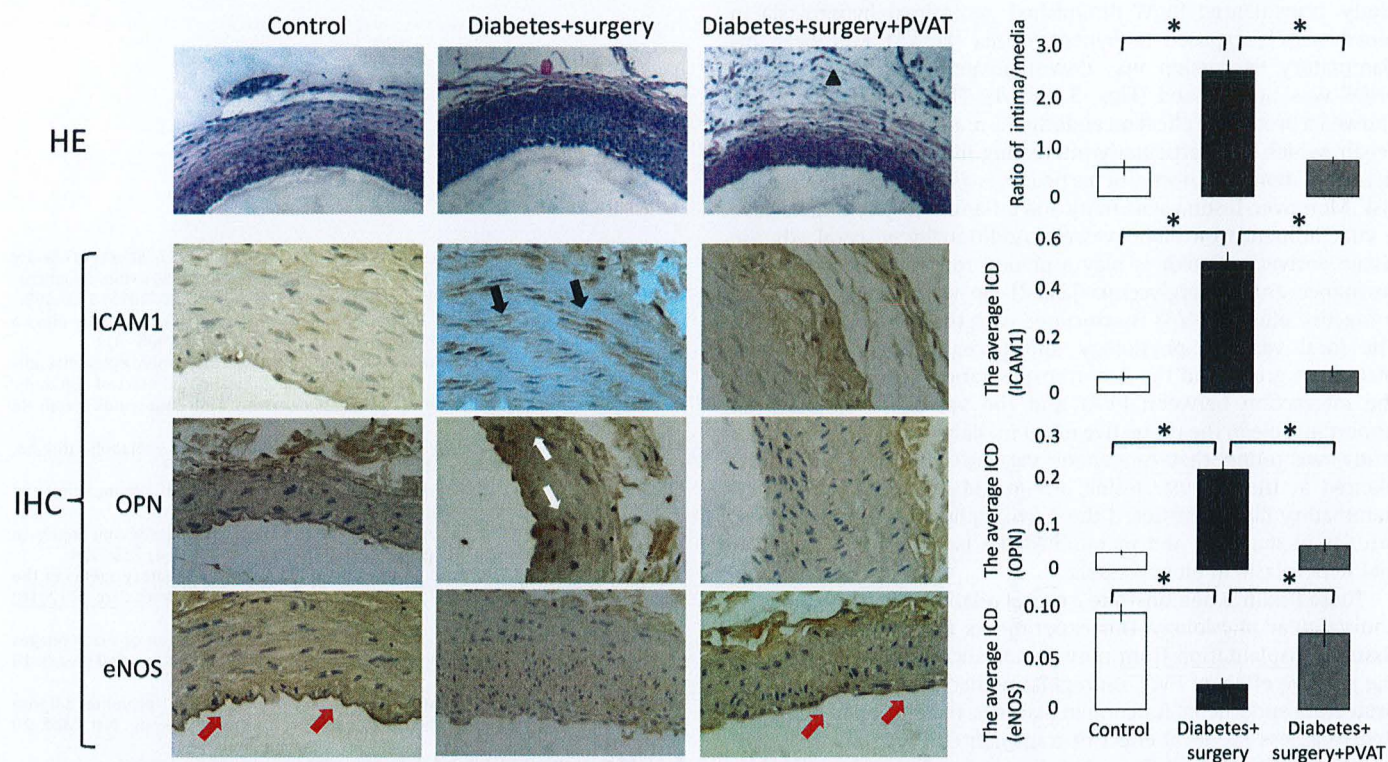 Control
Diabetes+surgery
Diabetes+surgery+PVAT
HE
ICAM1
IHC
OPN
eNOS
*
*
Ratio of intima/media
3.0
2.0
1.0
0
*
*
The average ICD
(ICAM1)
0.6
0.4
0.2
0
*
*
The average ICD
(OPN)
0.3
0.2
0.1
0
*
*
The average ICD
(eNOS)
0.10
0.05
0
Control
Diabetes+
surgery
Diabetes+
surgery+PVAT